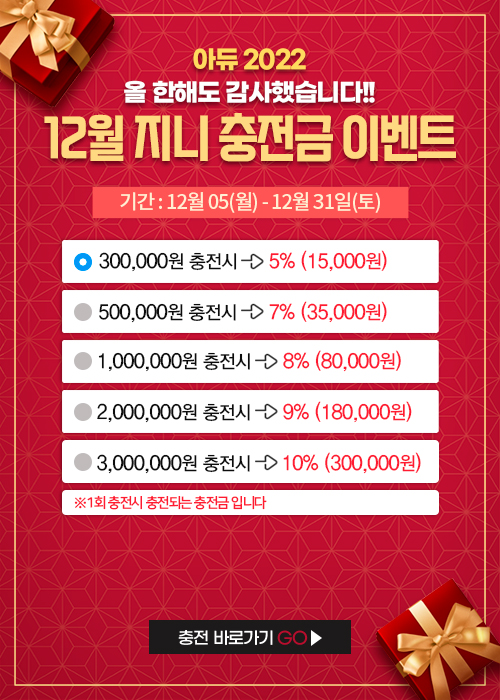 아듀 2022
올 한해도 감사했습니다!!
12월 지니 충전금 이벤트
기간 : 12월 05(월) - 12월 31일(토)
300,000원 충전시 5% (15,000원)
500,000원 충전시 7% (35,000원)
1,000,000원 충전시 8% (80,000원)
2,000,000원 충전시 9% (180,000원)
3,000,000원 충전시 10% (300,000원)
※1회 충전시 충전되는 충전금 입니다
충전 바로가기 GO